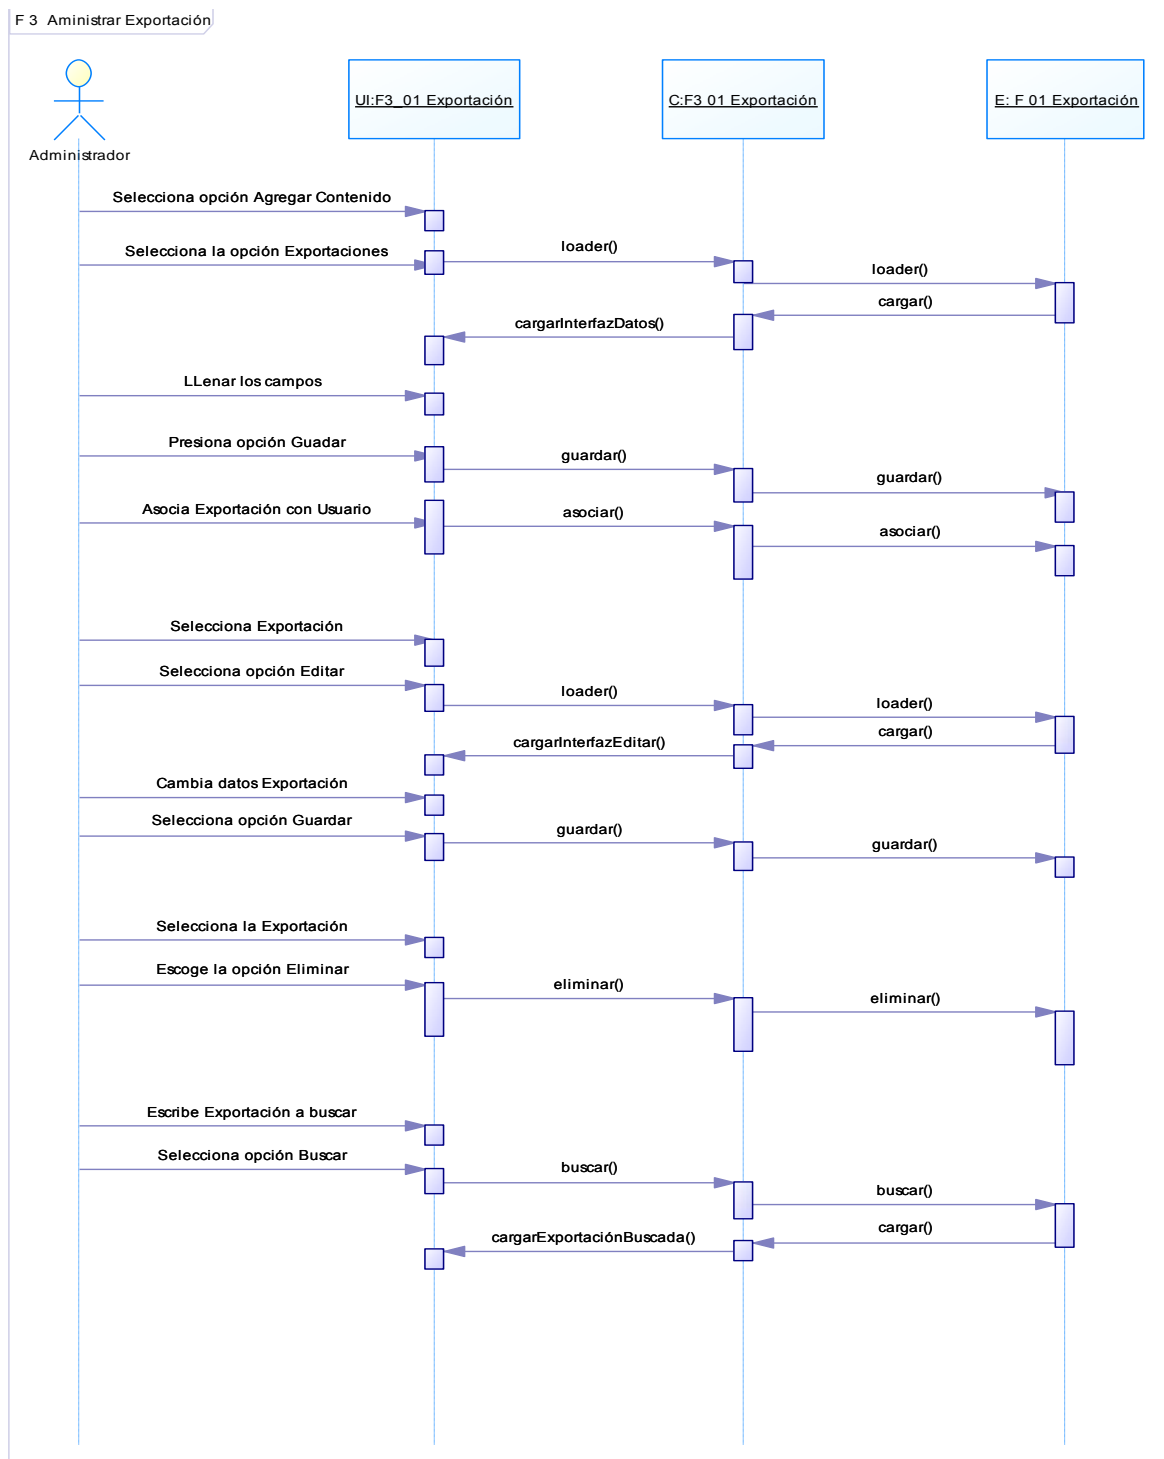 F 3  Aministrar Exportación
UI:F3_01 Exportación
C:F3 01 Exportación
E: F 01 Exportación
Administrador
Selecciona opción Agregar Contenido
Selecciona la opción Exportaciones
loader()
loader()
cargar()
cargarInterfazDatos()
LLenar los campos
Presiona opción Guadar
guardar()
guardar()
Asocia Exportación con Usuario
asociar()
asociar()
Selecciona Exportación
Selecciona opción Editar
loader()
loader()
cargar()
cargarInterfazEditar()
Cambia datos Exportación
Selecciona opción Guardar
guardar()
guardar()
Selecciona la Exportación
Escoge la opción Eliminar
eliminar()
eliminar()
Escribe Exportación a buscar
Selecciona opción Buscar
buscar()
buscar()
cargar()
cargarExportaciónBuscada()